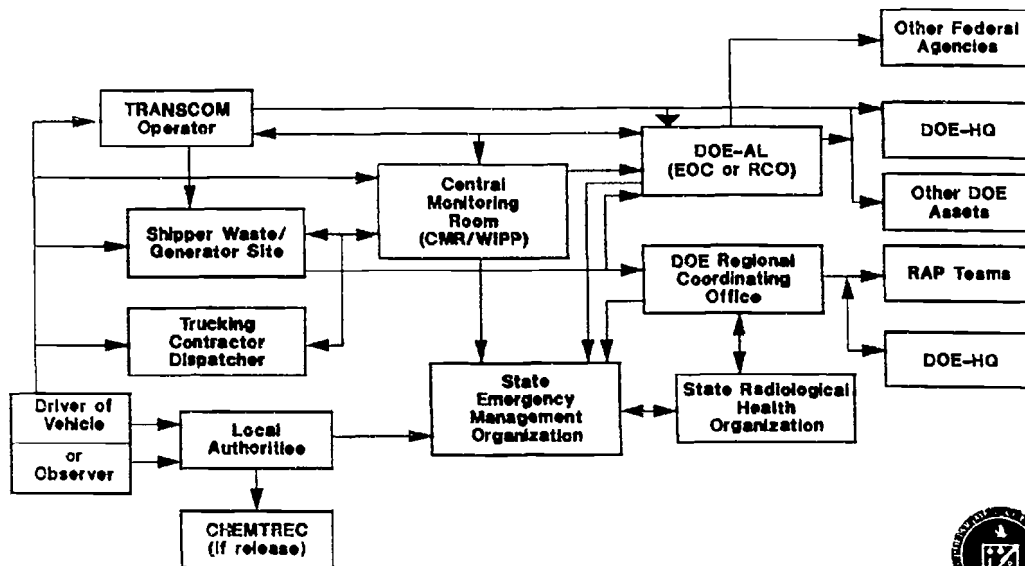 Other Federal
Agencies
TRANSCOM
Operator
DOE-HQ
DOE-AL
(EOC or RCO)
Central
Monitoring
Room
(CMR/WIPP)
Other DOE
Assets
Shipper Waste/
Generator Site
DOE Regional
Coordinating
Office
RAP Teams
Trucking
Contractor
Dispatcher
DOE-HQ
State
Emergency
Management
Organization
State Radiological
Health
Organization
Driver of
Vehicle
or
Observer
Local
Authorities
CHEMTREC
(if release)